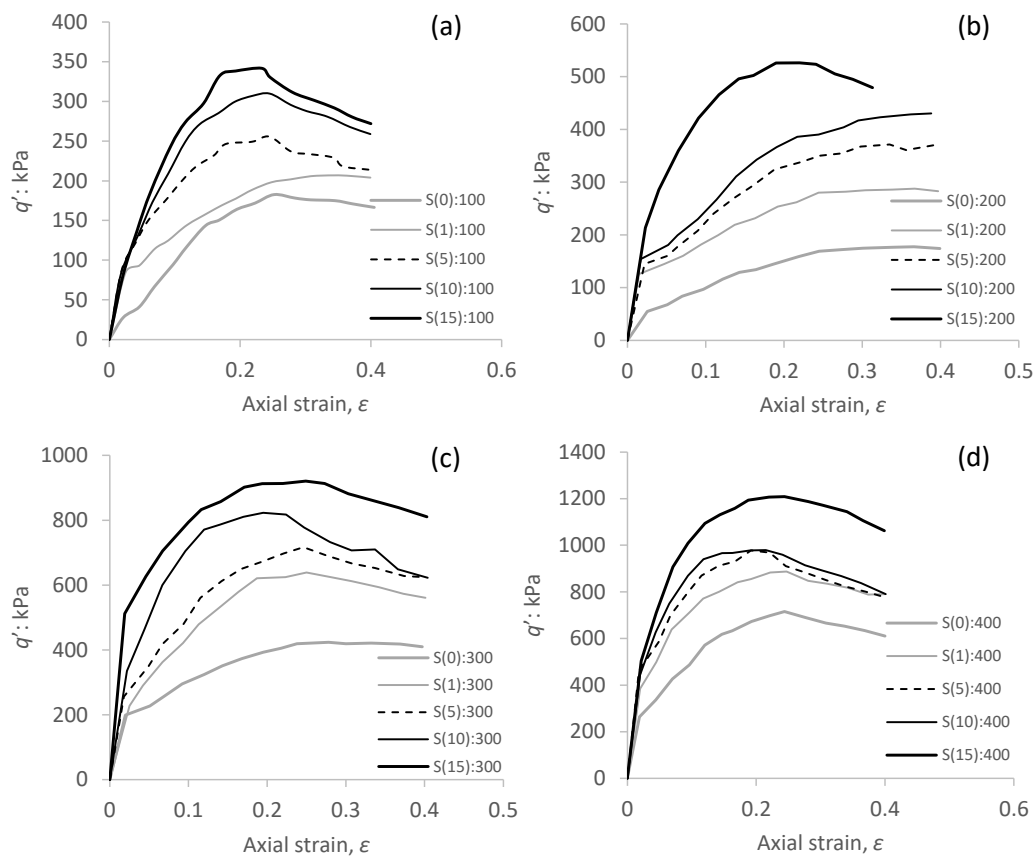 (a)
400
350
300
250
200
150
100
50
0
q': kPa
S(0):100
S(1):100
S(5):100
S(10):100
S(15):100
0 0.2 0.4 0.6
Axial strain, ε
(b)
600
500
400
300
200
100
0
q': kPa
S(0):200
S(1):200
S(5):200
S(10):200
S(15):200
0 0.1 0.2 0.3 0.4 0.5
Axial strain, ε
(c)
1000
800
600
400
200
0
q': kPa
S(0):300
S(1):300
S(5):300
S(10):300
S(15):300
0 0.1 0.2 0.3 0.4 0.5
Axial strain, ε
(d)
1400
1200
1000
800
600
400
200
0
q': kPa
S(0):400
S(1):400
S(5):400
S(10):400
S(15):400
0 0.2 0.4 0.6
Axial strain, ε